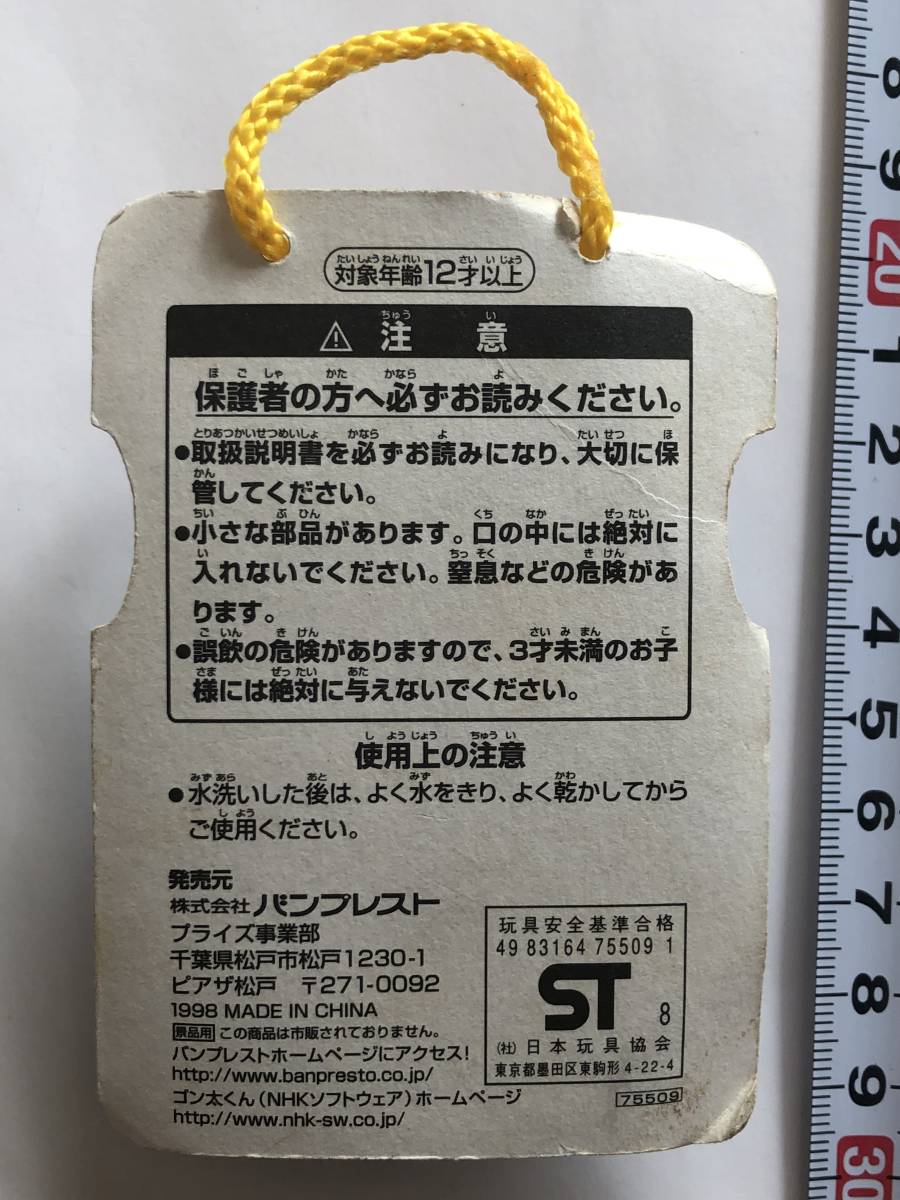 対象年齢12才以上
⚠ 注意
保護者の方へ必ずお読みください。
●取扱説明書を必ずお読みになり、大切に保
管してください。
●小さな部品があります。口の中には絶対に
入れないでください。窒息などの危険があ
ります。
●誤飲の危険がありますので、3才未満のお子
様には絶対に与えないでください。
使用上の注意
●水洗いした後は、よく水をきり、よく乾かしてから
ご使用ください。
発売元
株式会社 バンプレスト
プライズ事業部
千葉県松戸市松戸1230-1
ピアザ松戸 〒271-0092
1998 MADE IN CHINA
景品用 この商品は市販されておりません。
バンプレストホームページにアクセス!
http://www.banpresto.co.jp/
ゴン太くん(NHKソフトウェア)ホームページ
http://www.nhk-sw.co.jp/
玩具安全基準合格
49 83164 75509 1
ST 8
(社)日本玩具協会
東京都墨田区東駒形 4-22-4
75509
8
9
20
1
2
3
4
5
6
7
8
9
30